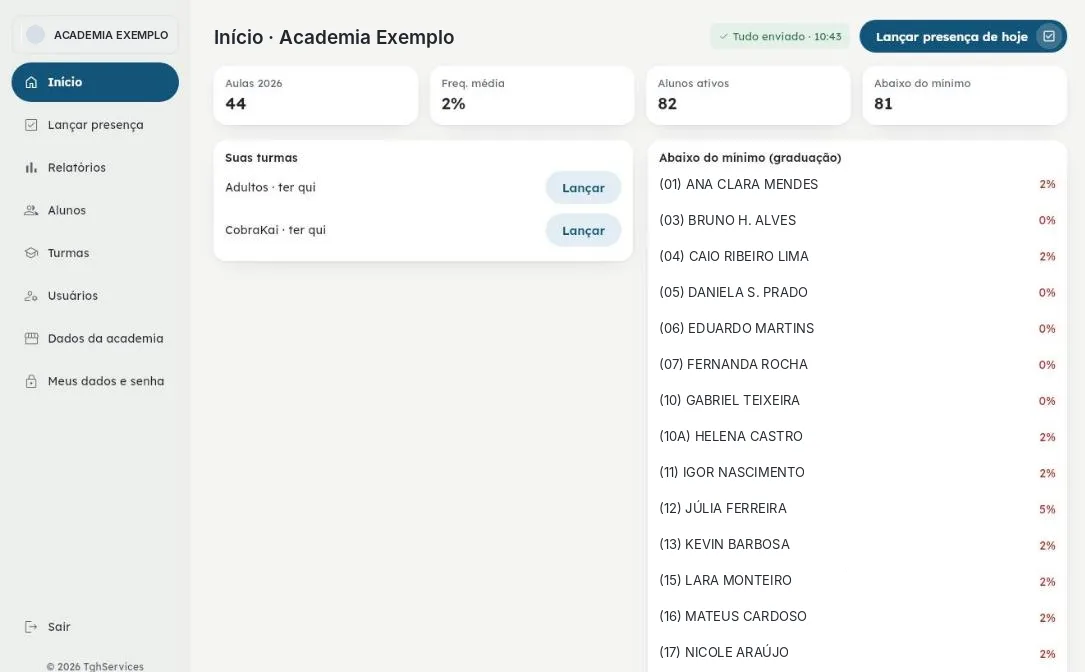 ACADEMIA EXEMPLO
Início
Lançar presença
Relatórios
Alunos
Turmas
Usuários
Dados da academia
Meus dados e senha
Sair
© 2026 TghServices
Início · Academia Exemplo
Tudo enviado · 10:43
Lançar presença de hoje
Aulas 2026
44
Freq. média
2%
Alunos ativos
82
Abaixo do mínimo
81
Suas turmas
Adultos · ter qui
Lançar
CobraKai · ter qui
Lançar
Abaixo do mínimo (graduação)
(01) ANA CLARA MENDES 2%
(03) BRUNO H. ALVES 0%
(04) CAIO RIBEIRO LIMA 2%
(05) DANIELA S. PRADO 0%
(06) EDUARDO MARTINS 0%
(07) FERNANDA ROCHA 0%
(10) GABRIEL TEIXEIRA 0%
(10A) HELENA CASTRO 2%
(11) IGOR NASCIMENTO 2%
(12) JÚLIA FERREIRA 5%
(13) KEVIN BARBOSA 2%
(15) LARA MONTEIRO 2%
(16) MATEUS CARDOSO 2%
(17) NICOLE ARAÚJO 2%